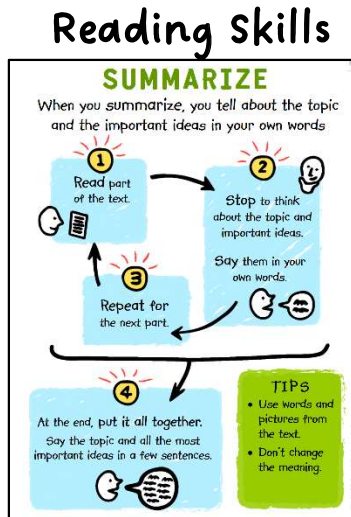 Reading Skills
SUMMARIZE
When you summarize, you tell about the topic
and the important ideas in your own words
1
Read part
of the text.
2
Stop to think
about the topic and
important ideas.
Say them in your
own words.
3
Repeat for
the next part.
4
At the end, put it all together.
Say the topic and all the most
important ideas in a few sentences.
TIPS
• Use words and
pictures from
the text.
• Don't change
the meaning.